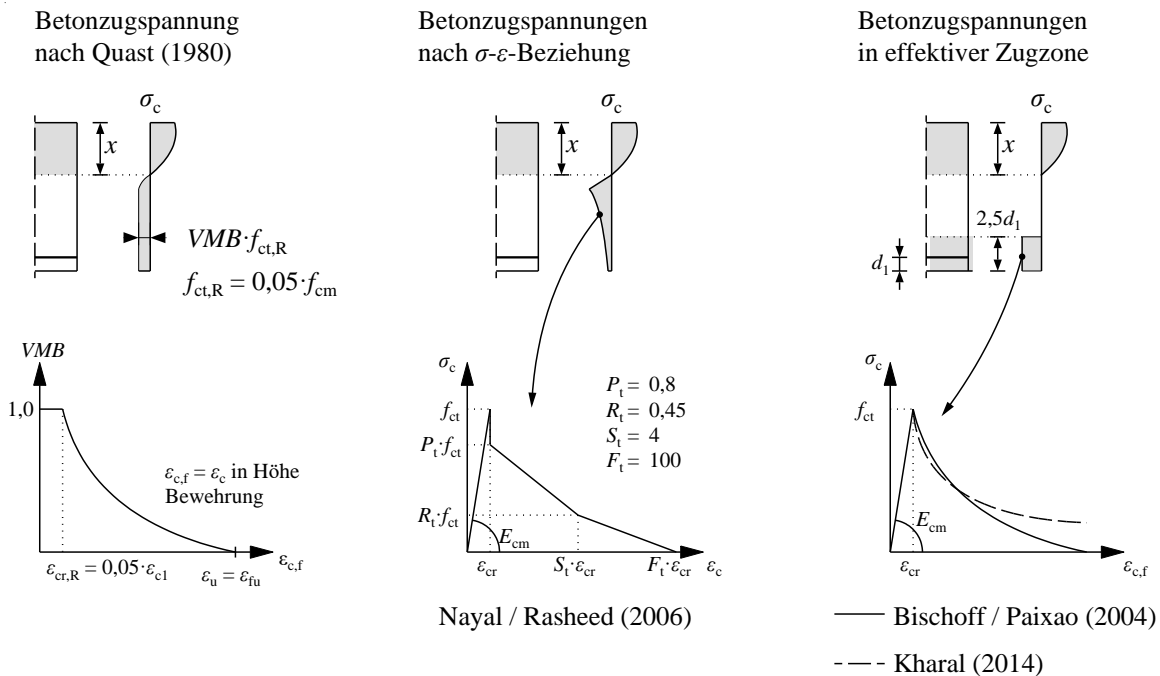 Betonzugspannung
nach Quast (1980)
σc
x
VMB·fct,R
fct,R = 0,05·fcm
VMB
1,0
εc,f = εc in Höhe
Bewehrung
εc,f
εcr,R = 0,05·εc1
εu = εfu
Betonzugspannungen
nach σ-ε-Beziehung
σc
x
σc
Pt = 0,8
Rt = 0,45
St = 4
Ft = 100
fct
Pt·fct
Rt·fct
Ecm
εcr
St·εcr
Ft·εcr
εc
Nayal / Rasheed (2006)
Betonzugspannungen
in effektiver Zugzone
σc
x
2,5d1
d1
σc
fct
Ecm
εcr
εc,f
Bischoff / Paixao (2004)
Kharal (2014)